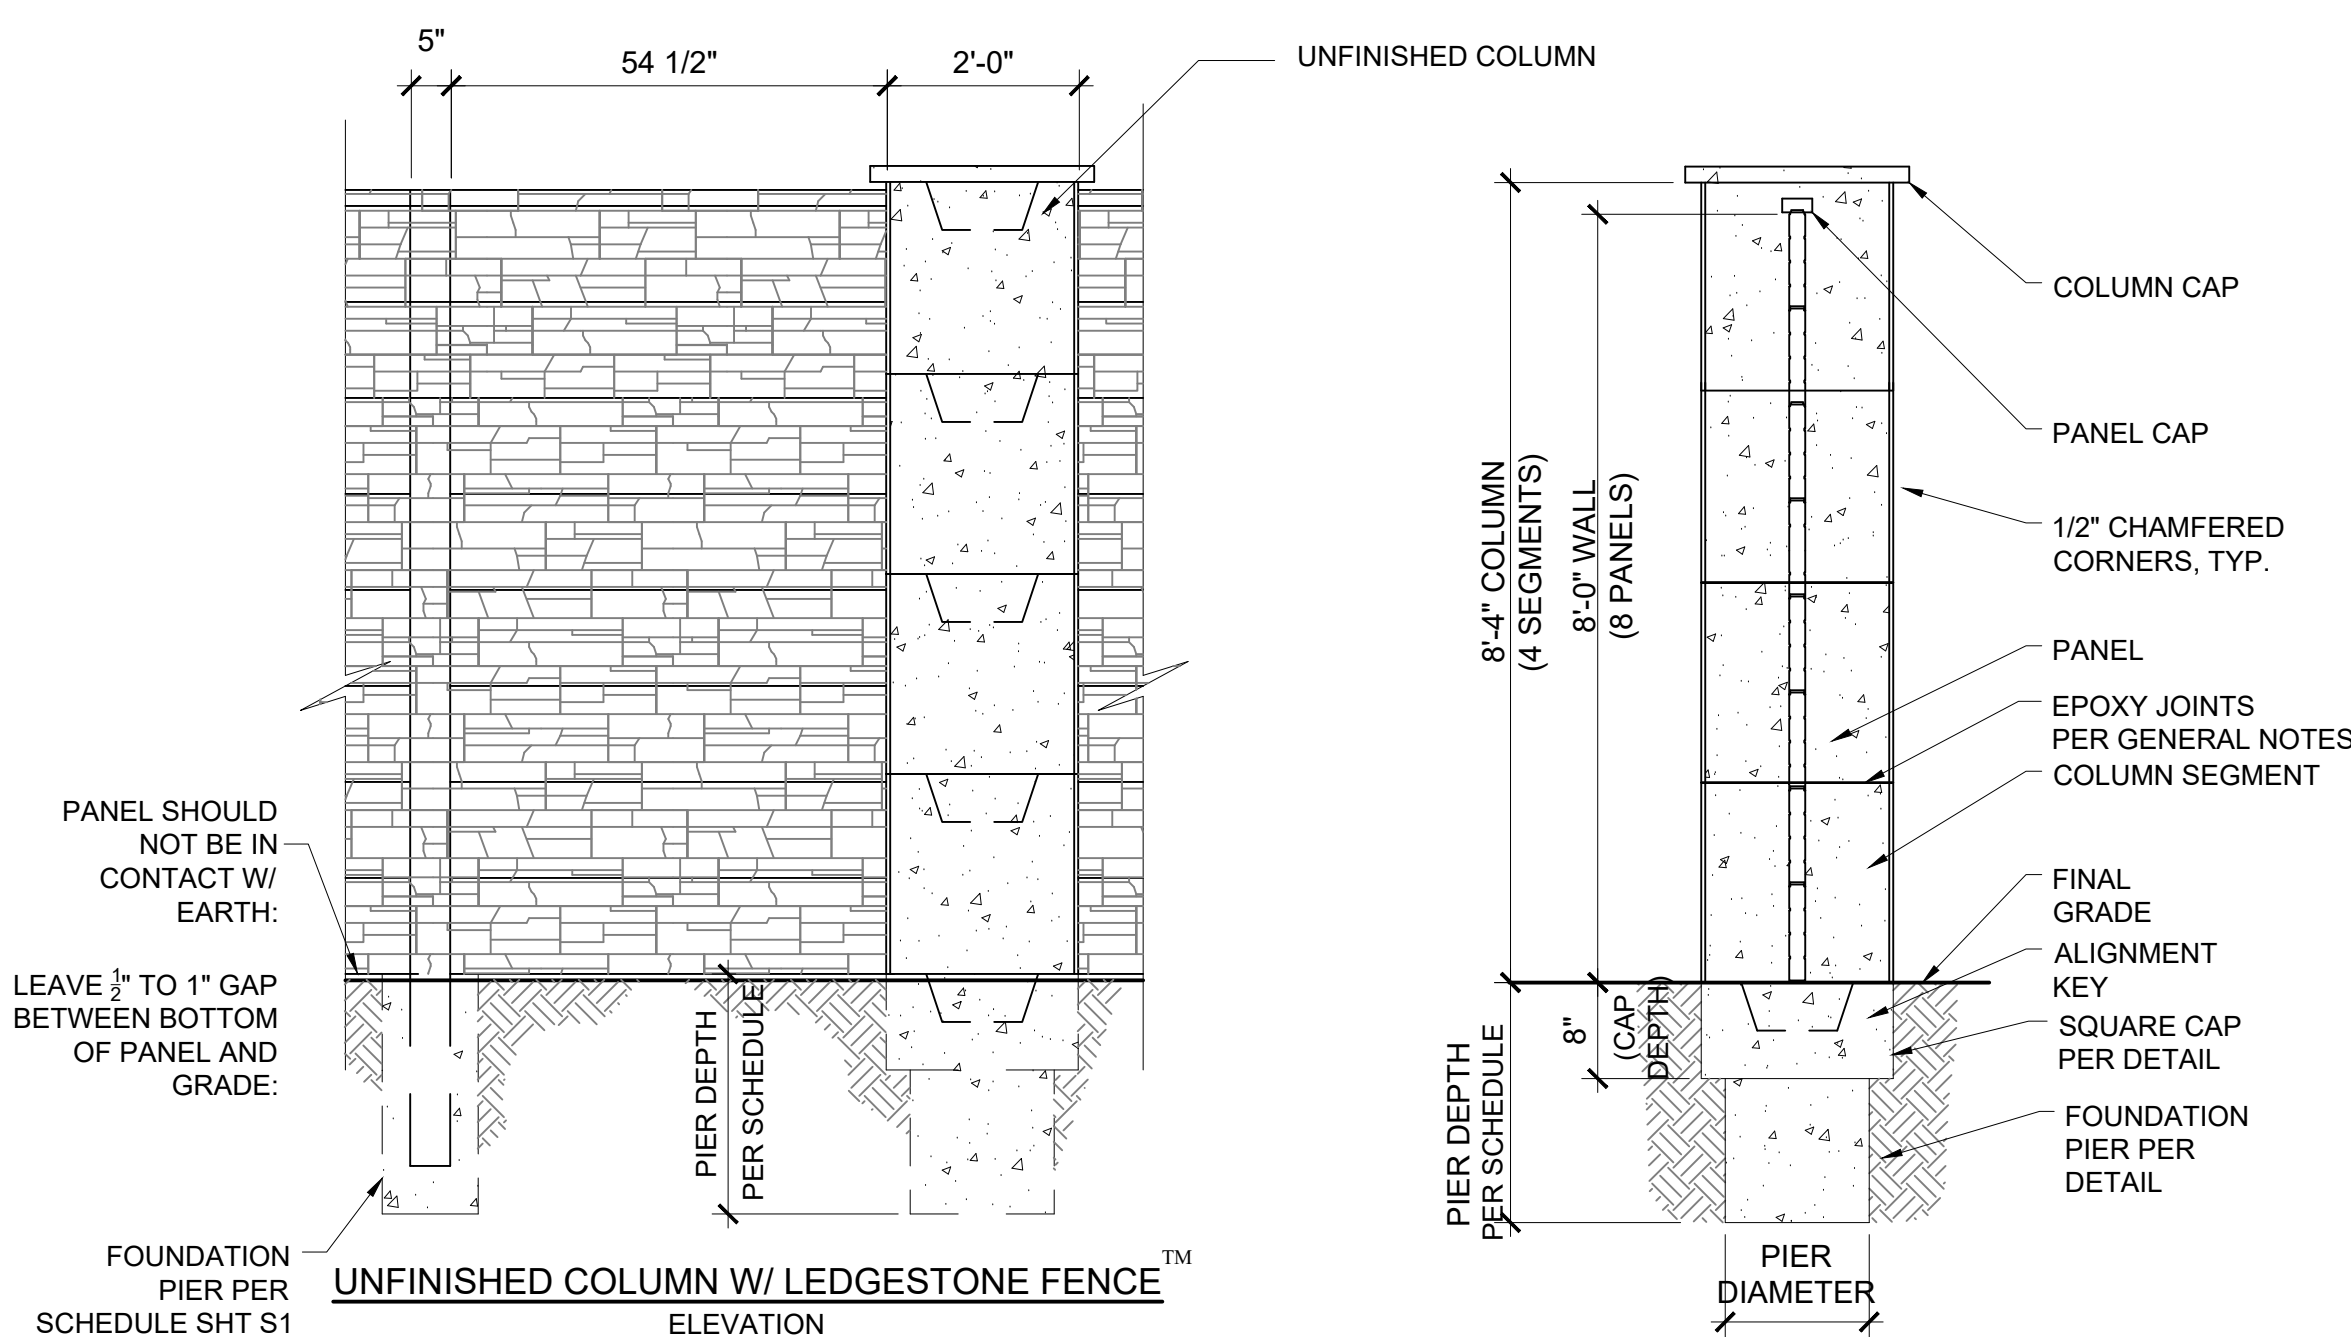 5"
54 1/2"
2'-0"
UNFINISHED COLUMN
PANEL SHOULD
NOT BE IN
CONTACT W/
EARTH:
LEAVE 1/2" TO 1" GAP
BETWEEN BOTTOM
OF PANEL AND
GRADE:
FOUNDATION
PIER PER
SCHEDULE SHT S1
PIER DEPTH
PER SCHEDULE
UNFINISHED COLUMN W/ LEDGESTONE FENCE™
ELEVATION
8'-4" COLUMN
(4 SEGMENTS)
8'-0" WALL
(8 PANELS)
8"
(CAP
DEPTH)
PIER DEPTH
PER SCHEDULE
PIER
DIAMETER
COLUMN CAP
PANEL CAP
1/2" CHAMFERED
CORNERS, TYP.
PANEL
EPOXY JOINTS
PER GENERAL NOTES
COLUMN SEGMENT
FINAL
GRADE
ALIGNMENT
KEY
SQUARE CAP
PER DETAIL
FOUNDATION
PIER PER
DETAIL